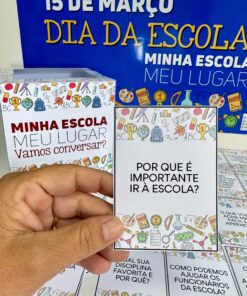 15 DE MARÇO
DIA DA ESCOLA
MINHA ESCOLA
MEU LUGAR
MINHA ESCOLA
MEU LUGAR
Vamos conversar?
POR QUE É
IMPORTANTE
IR À ESCOLA?
QUAL SUA
DISCIPLINA
FAVORITA E
POR QUÊ?
COMO PODEMOS
AJUDAR OS
FUNCIONÁRIOS
DA ESCOLA?